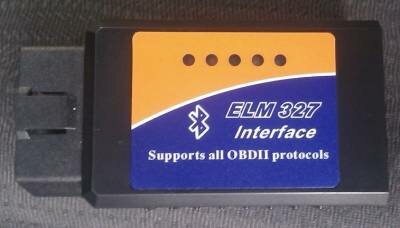 ELM 327
Interface
Supports all OBDII protocols